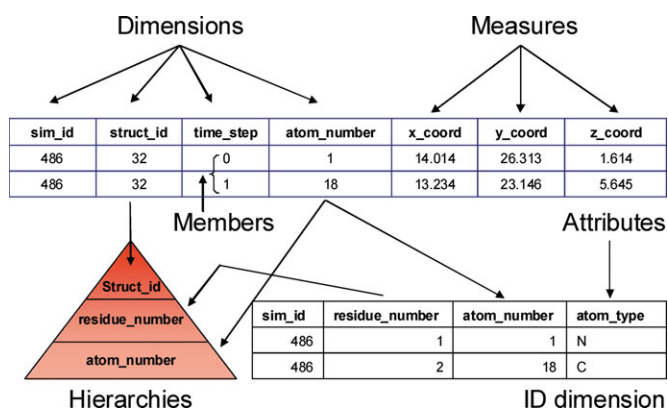 Dimensions Measures
sim_id struct_id time_step atom_number x_coord y_coord z_coord
486 32 0 1 14.014 26.313 1.614
486 32 1 18 13.234 23.146 5.645
Members Attributes
Struct_id
residue_number
atom_number
Hierarchies
sim_id residue_number atom_number atom_type
486 1 1 N
486 2 18 C
ID dimension